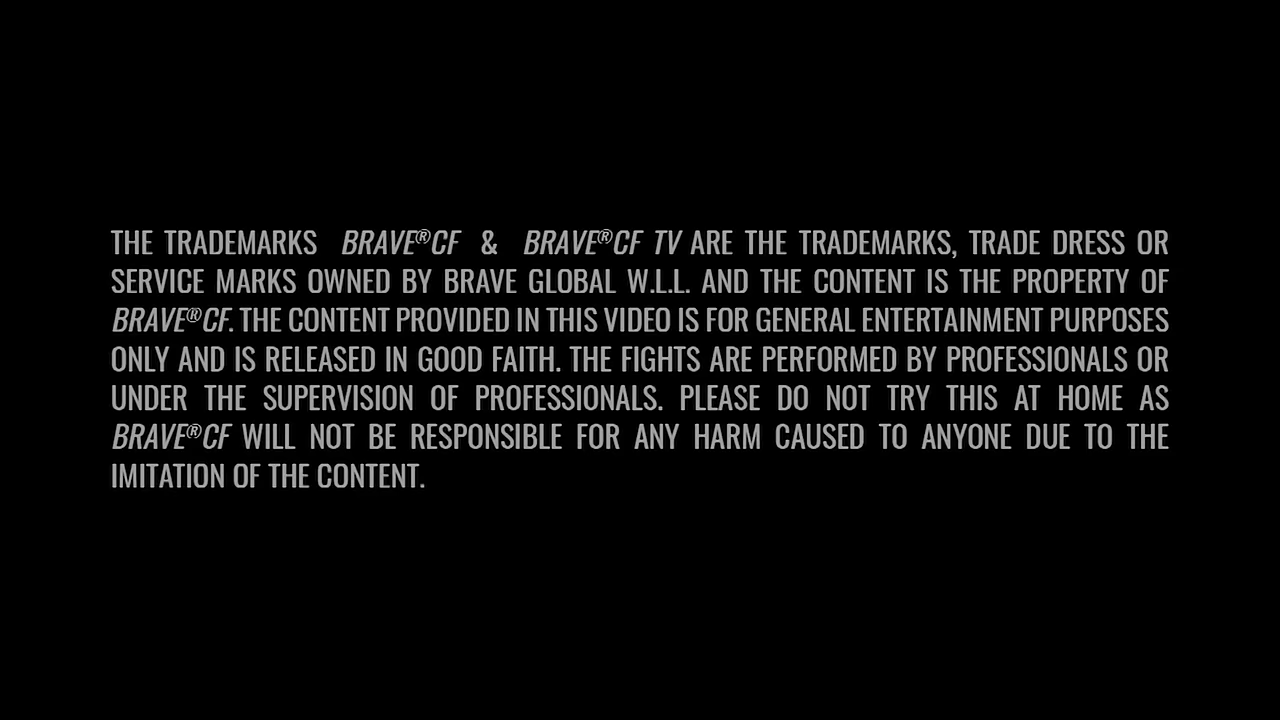 THE TRADEMARKS BRAVE®CF & BRAVE®CF TV ARE THE TRADEMARKS, TRADE DRESS OR
SERVICE MARKS OWNED BY BRAVE GLOBAL W.L.L. AND THE CONTENT IS THE PROPERTY OF
BRAVE®CF. THE CONTENT PROVIDED IN THIS VIDEO IS FOR GENERAL ENTERTAINMENT PURPOSES
ONLY AND IS RELEASED IN GOOD FAITH. THE FIGHTS ARE PERFORMED BY PROFESSIONALS OR
UNDER THE SUPERVISION OF PROFESSIONALS. PLEASE DO NOT TRY THIS AT HOME AS
BRAVE®CF WILL NOT BE RESPONSIBLE FOR ANY HARM CAUSED TO ANYONE DUE TO THE
IMITATION OF THE CONTENT.